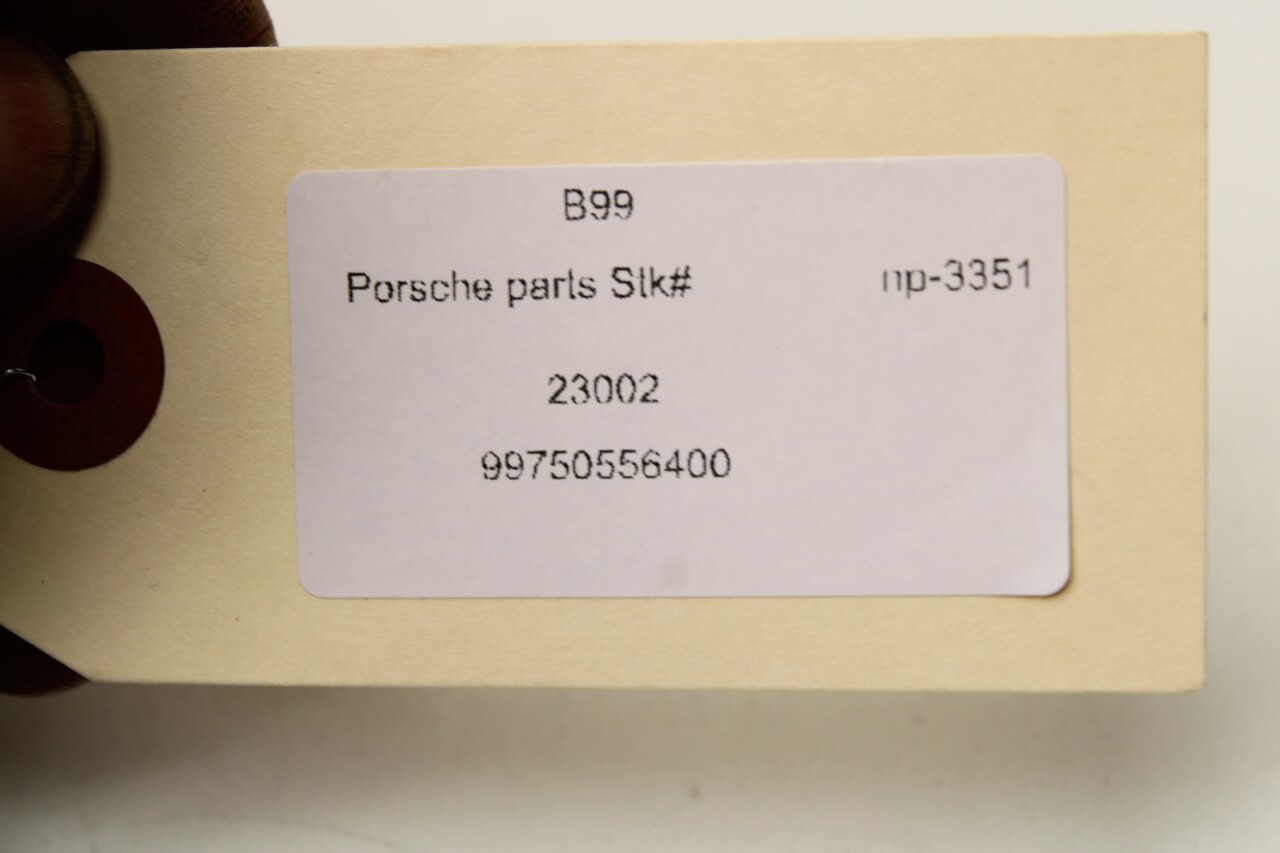 B99
Porsche parts Stk# np-3351
23002
99750556400